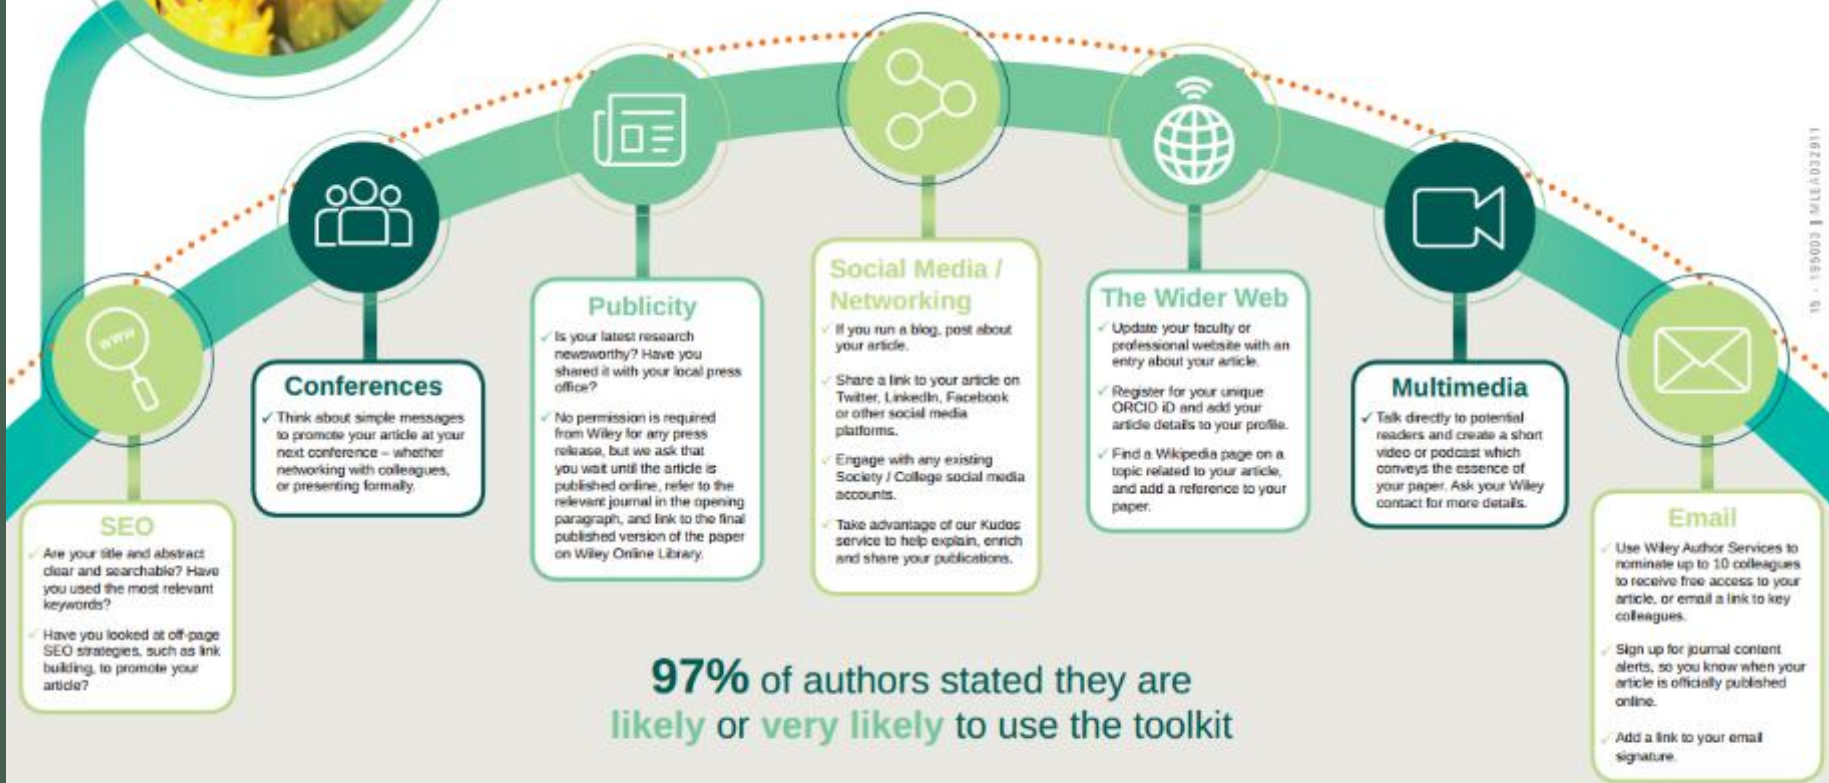 www
SEO
Are your title and abstract
clear and searchable? Have
you used the most relevant
keywords?
Have you looked at off-page
SEO strategies, such as link
building, to promote your
article?
Conferences
Think about simple messages
to promote your article at your
next conference – whether
networking with colleagues,
or presenting formally.
Publicity
Is your latest research
newsworthy? Have you
shared it with your local press
office?
No permission is required
from Wiley for any press
release, but we ask that
you wait until the article is
published online, refer to the
relevant journal in the opening
paragraph, and link to the final
published version of the paper
on Wiley Online Library.
Social Media /
Networking
If you run a blog, post about
your article.
Share a link to your article on
Twitter, LinkedIn, Facebook
or other social media
platforms.
Engage with any existing
Society / College social media
accounts.
Take advantage of our Kudos
service to help explain, enrich
and share your publications.
The Wider Web
Update your faculty or
professional website with an
entry about your article.
Register for your unique
ORCID iD and add your
article details to your profile.
Find a Wikipedia page on a
topic related to your article,
and add a reference to your
paper.
Multimedia
Talk directly to potential
readers and create a short
video or podcast which
conveys the essence of
your paper. Ask your Wiley
contact for more details.
Email
Use Wiley Author Services to
nominate up to 10 colleagues
to receive free access to your
article, or email a link to key
colleagues.
Sign up for journal content
alerts, so you know when your
article is officially published
online.
Add a link to your email
signature.
97% of authors stated they are
likely or very likely to use the toolkit